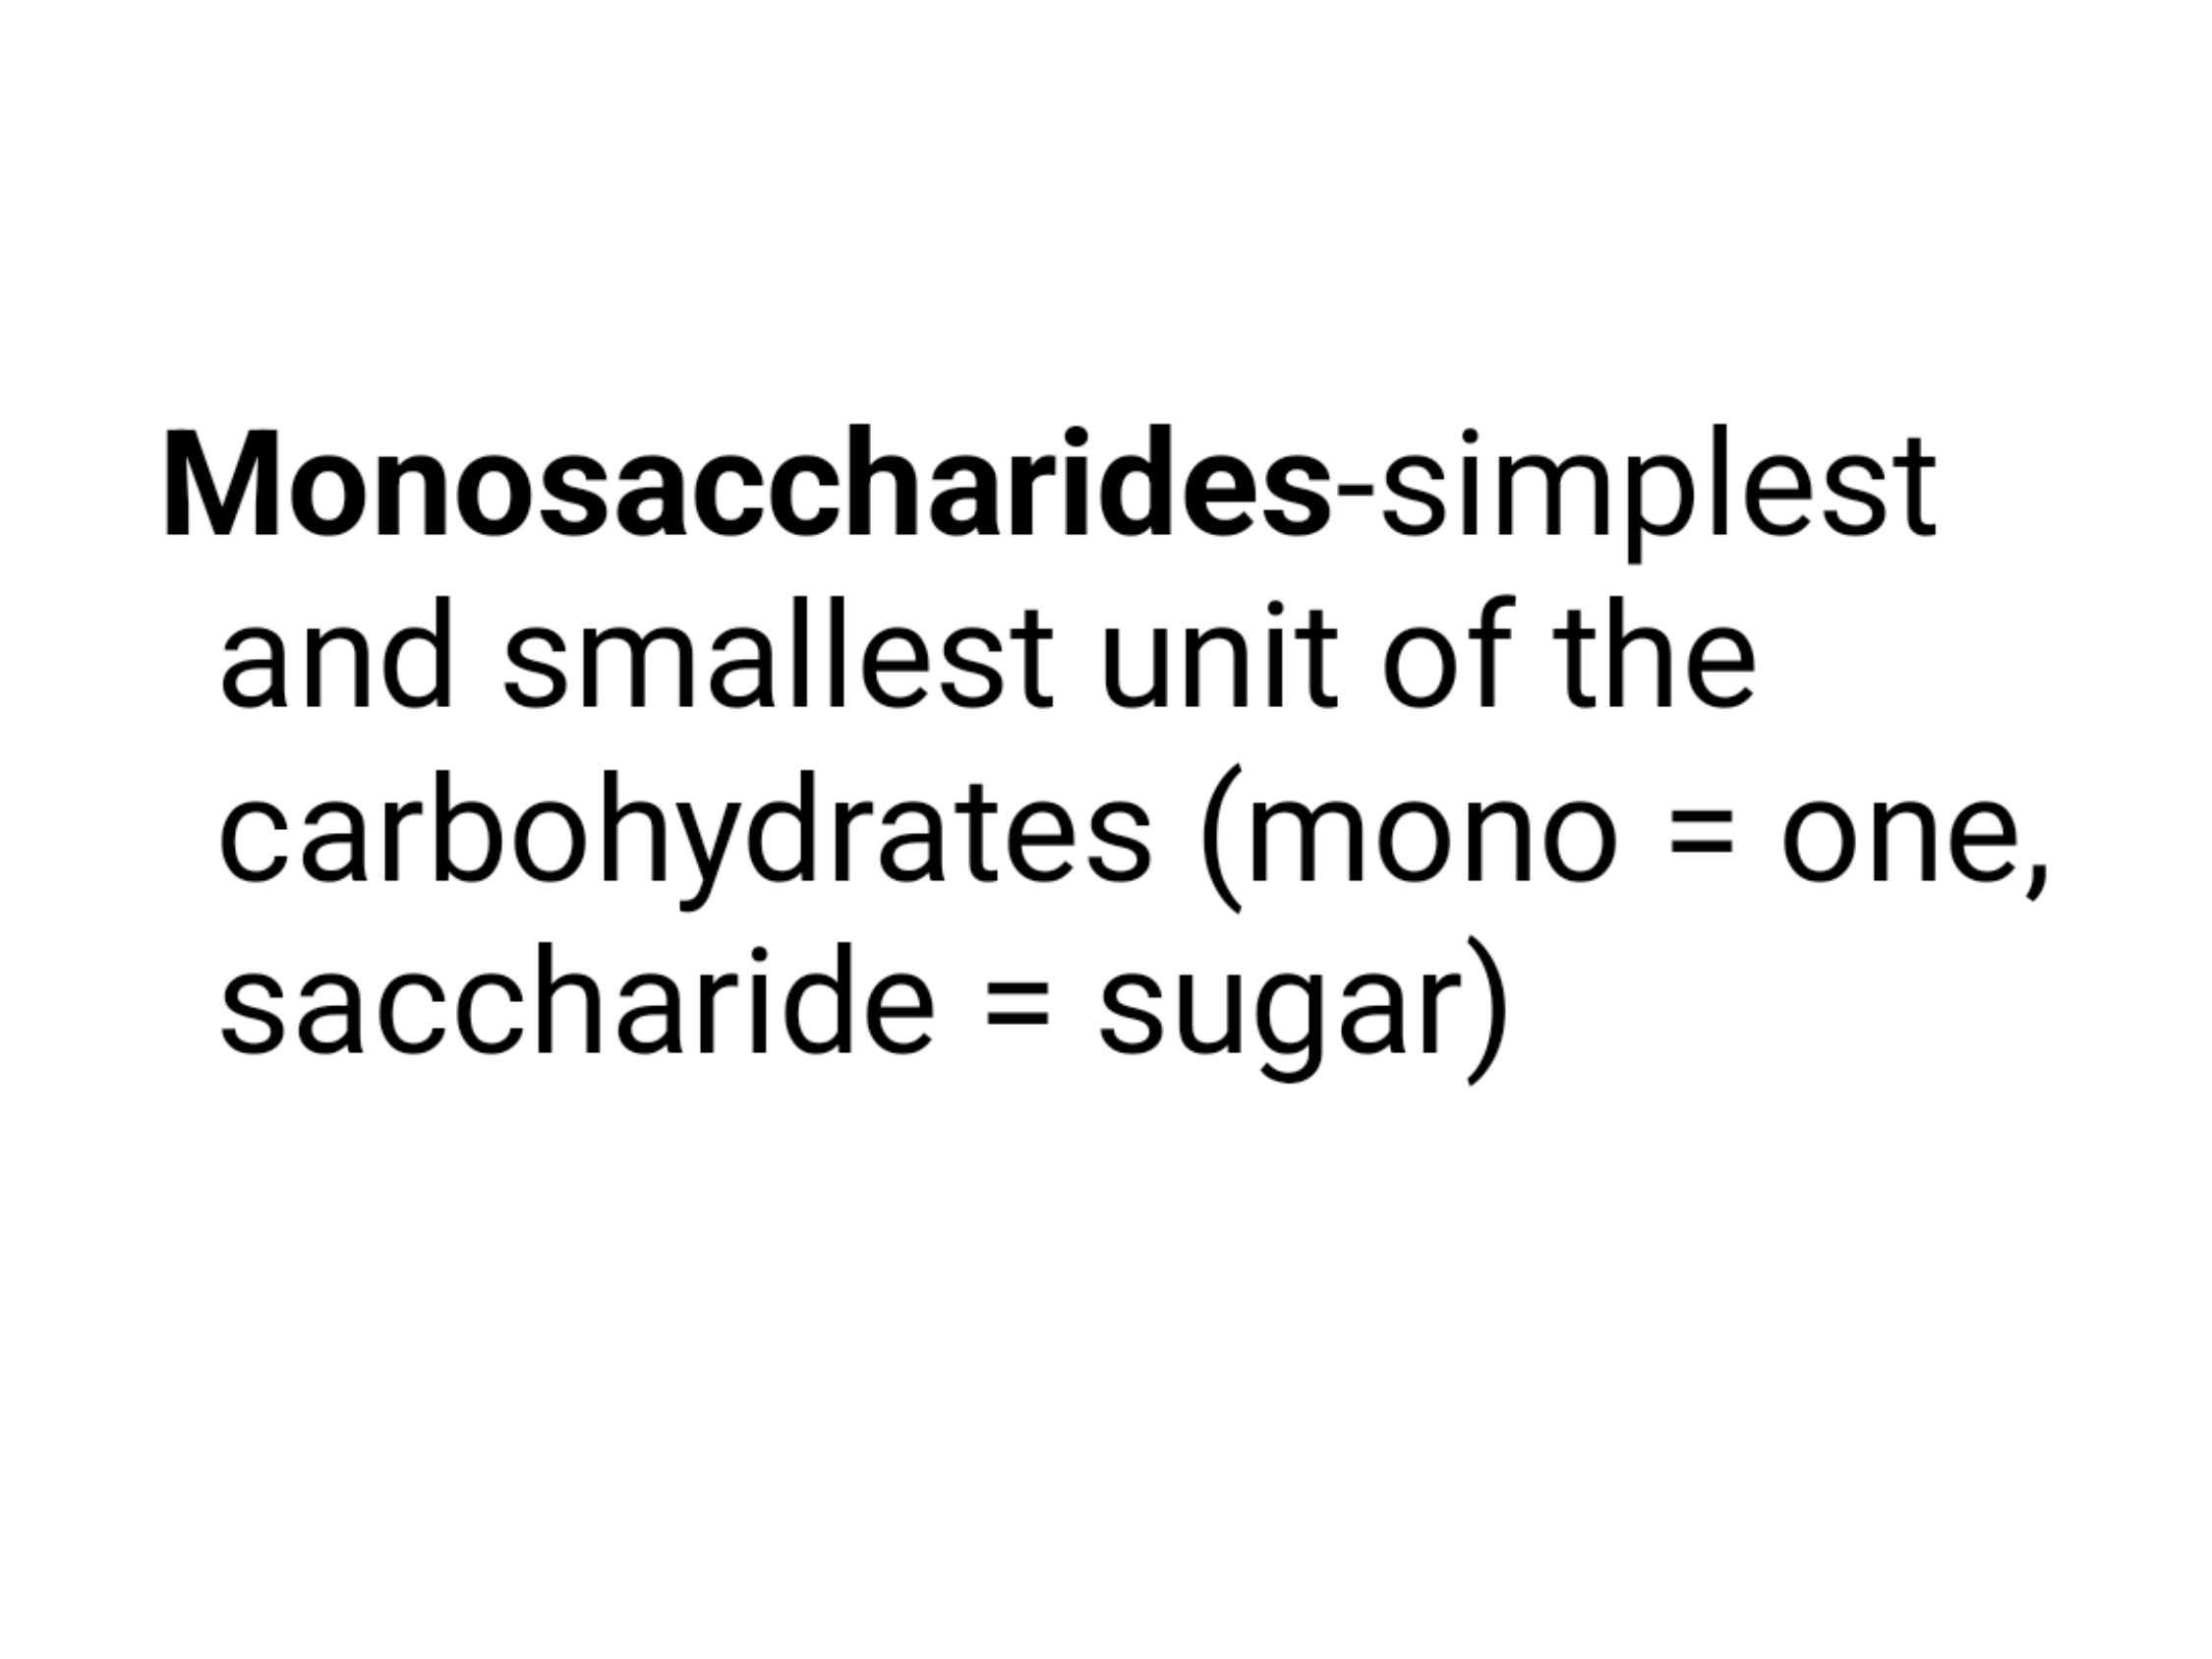 Monosaccharides-simplest
and smallest unit of the
carbohydrates (mono = one,
saccharide = sugar)